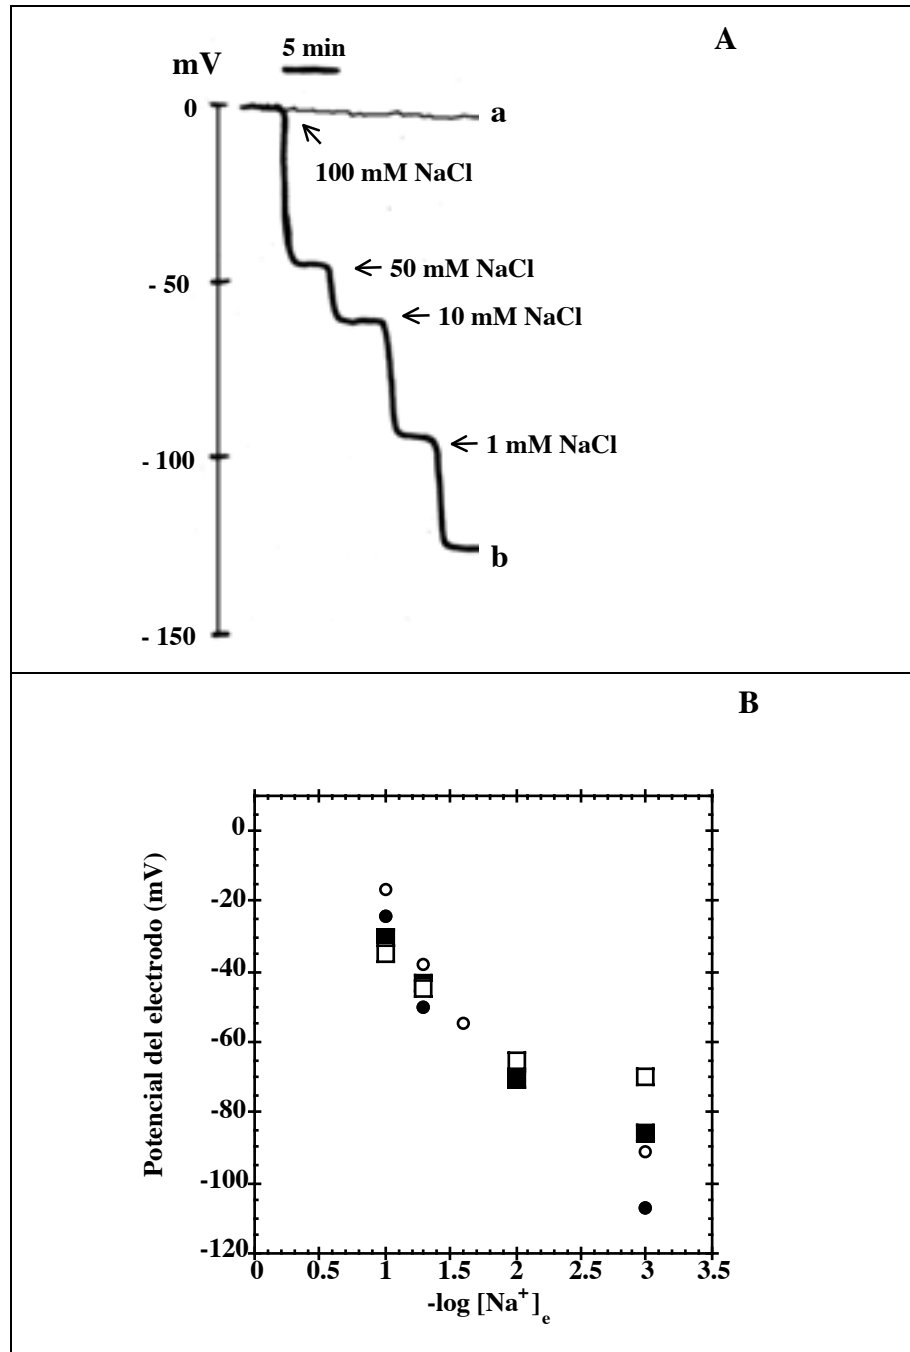 A
5 min
mV
0
a
100 mM NaCl
50 mM NaCl
- 50
10 mM NaCl
1 mM NaCl
- 100
b
- 150
B
0
-20
-40
-60
-80
-100
-120
Potencial del electrodo (mV)
0 0.5 1 1.5 2 2.5 3 3.5
-log [Na⁺]ₑ